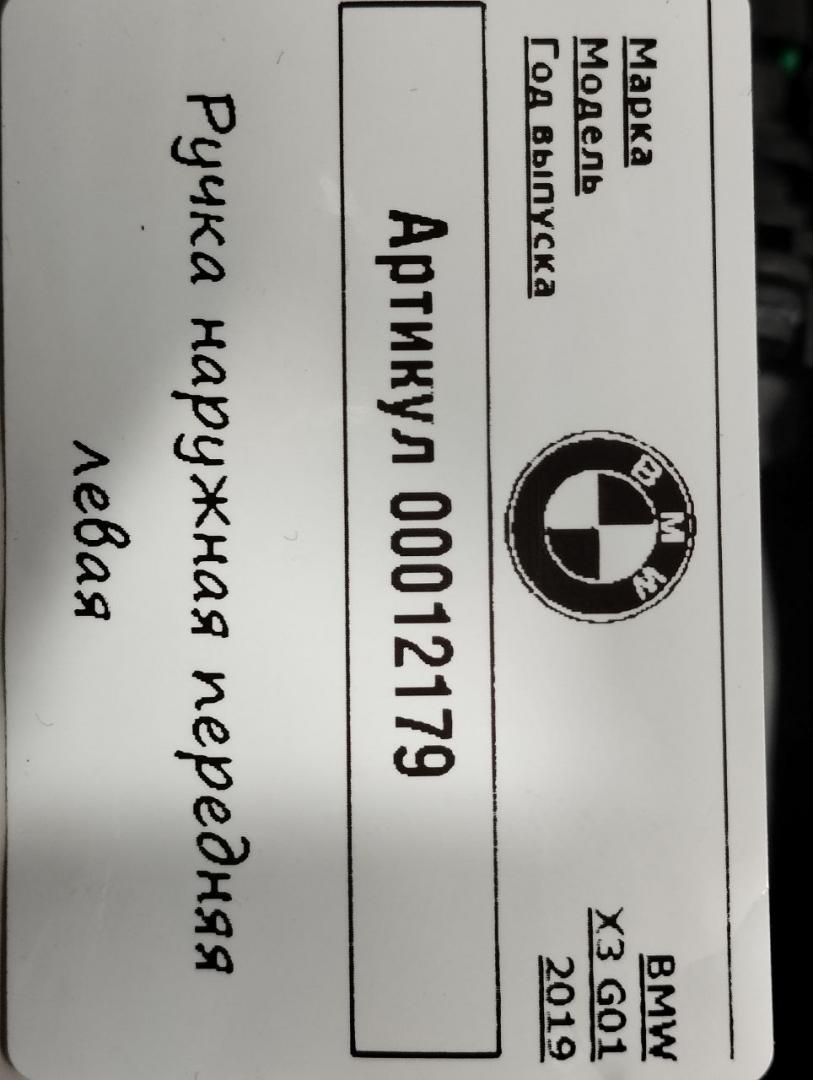 Марка BMW
Модель X3 G01
Год выпуска 2019
BMW
Артикул 00012179
Ручка наружная передняя
левая